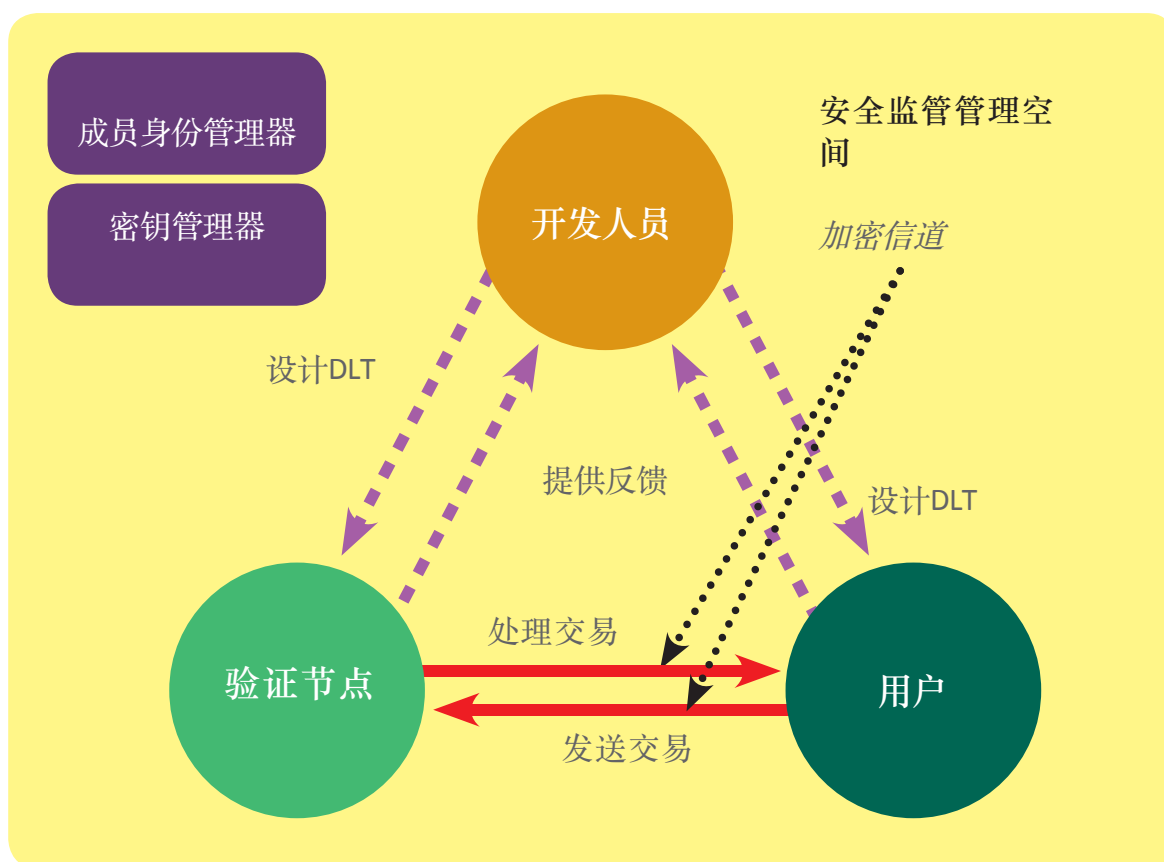 成员身份管理器
密钥管理器
开发人员
安全监管管理空
间
加密信道
设计DLT
提供反馈
设计DLT
处理交易
验证节点
用户
发送交易